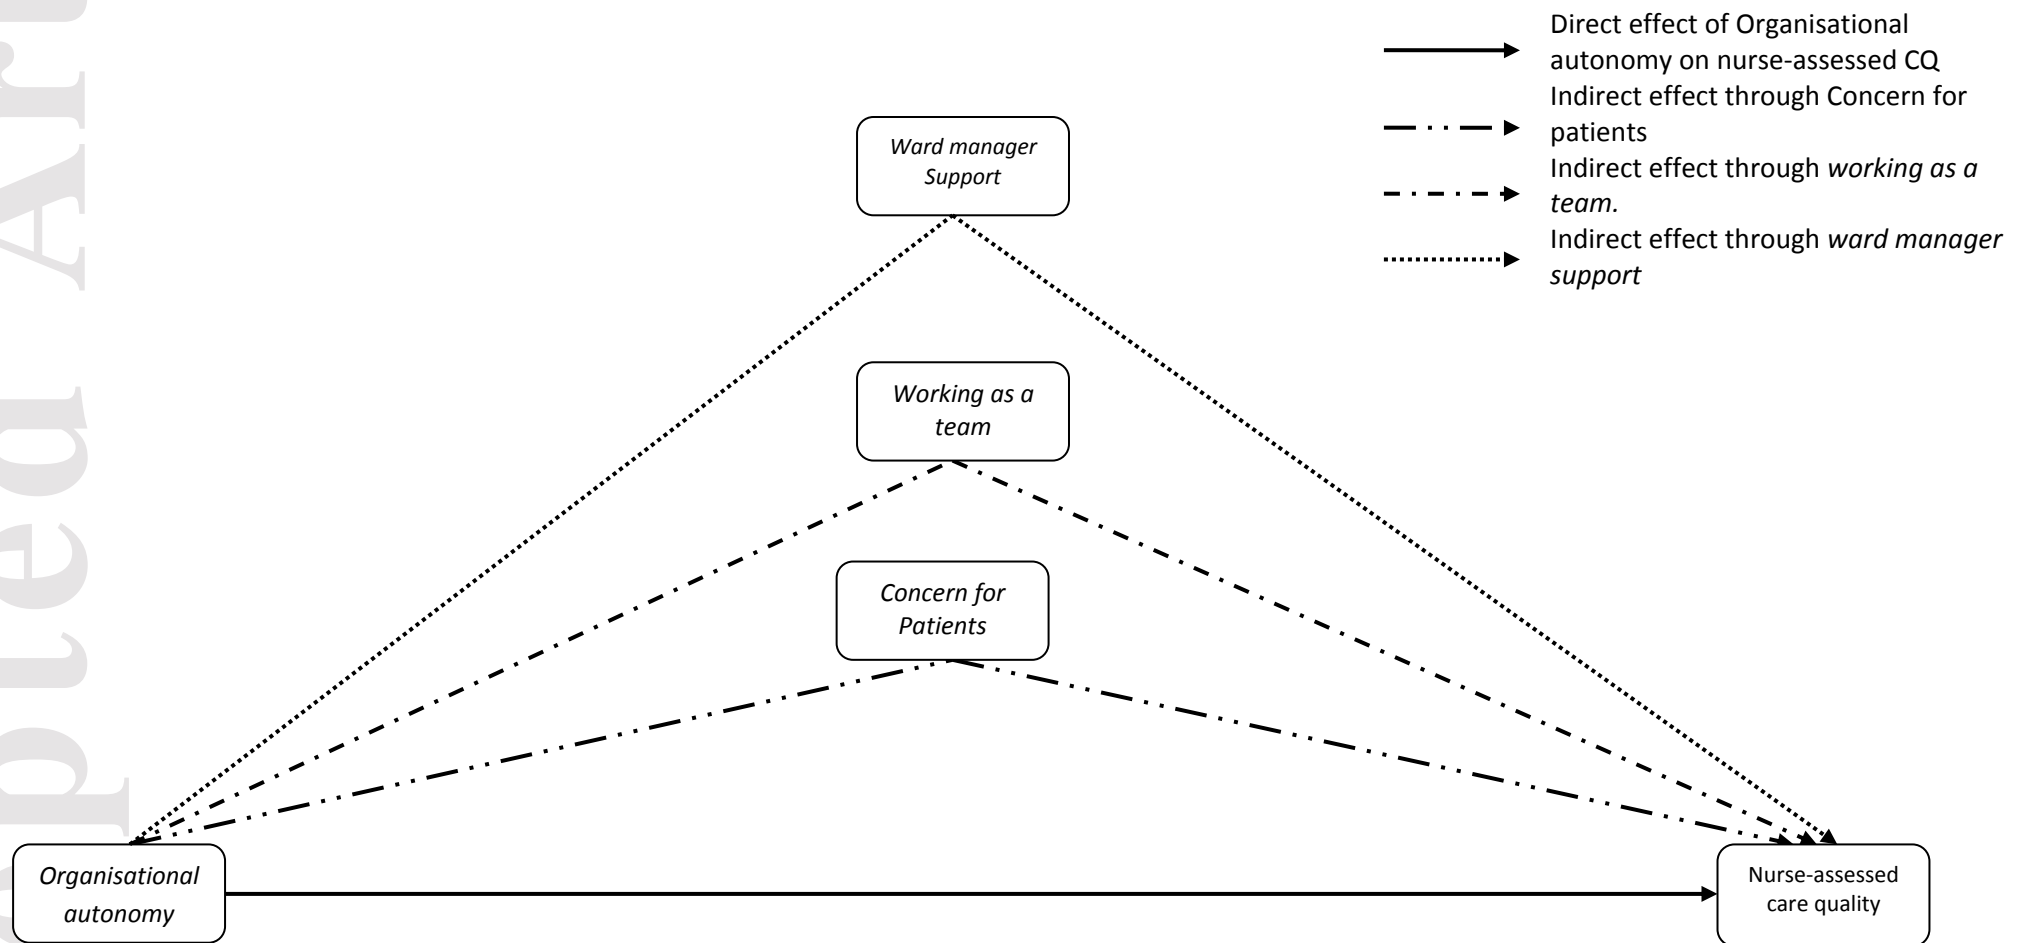 Direct effect of Organisational
autonomy on nurse-assessed CQ
Indirect effect through Concern for
patients
Indirect effect through working as a
team.
Indirect effect through ward manager
support
Ward manager
Support
Working as a
team
Concern for
Patients
Organisational
autonomy
Nurse-assessed
care quality